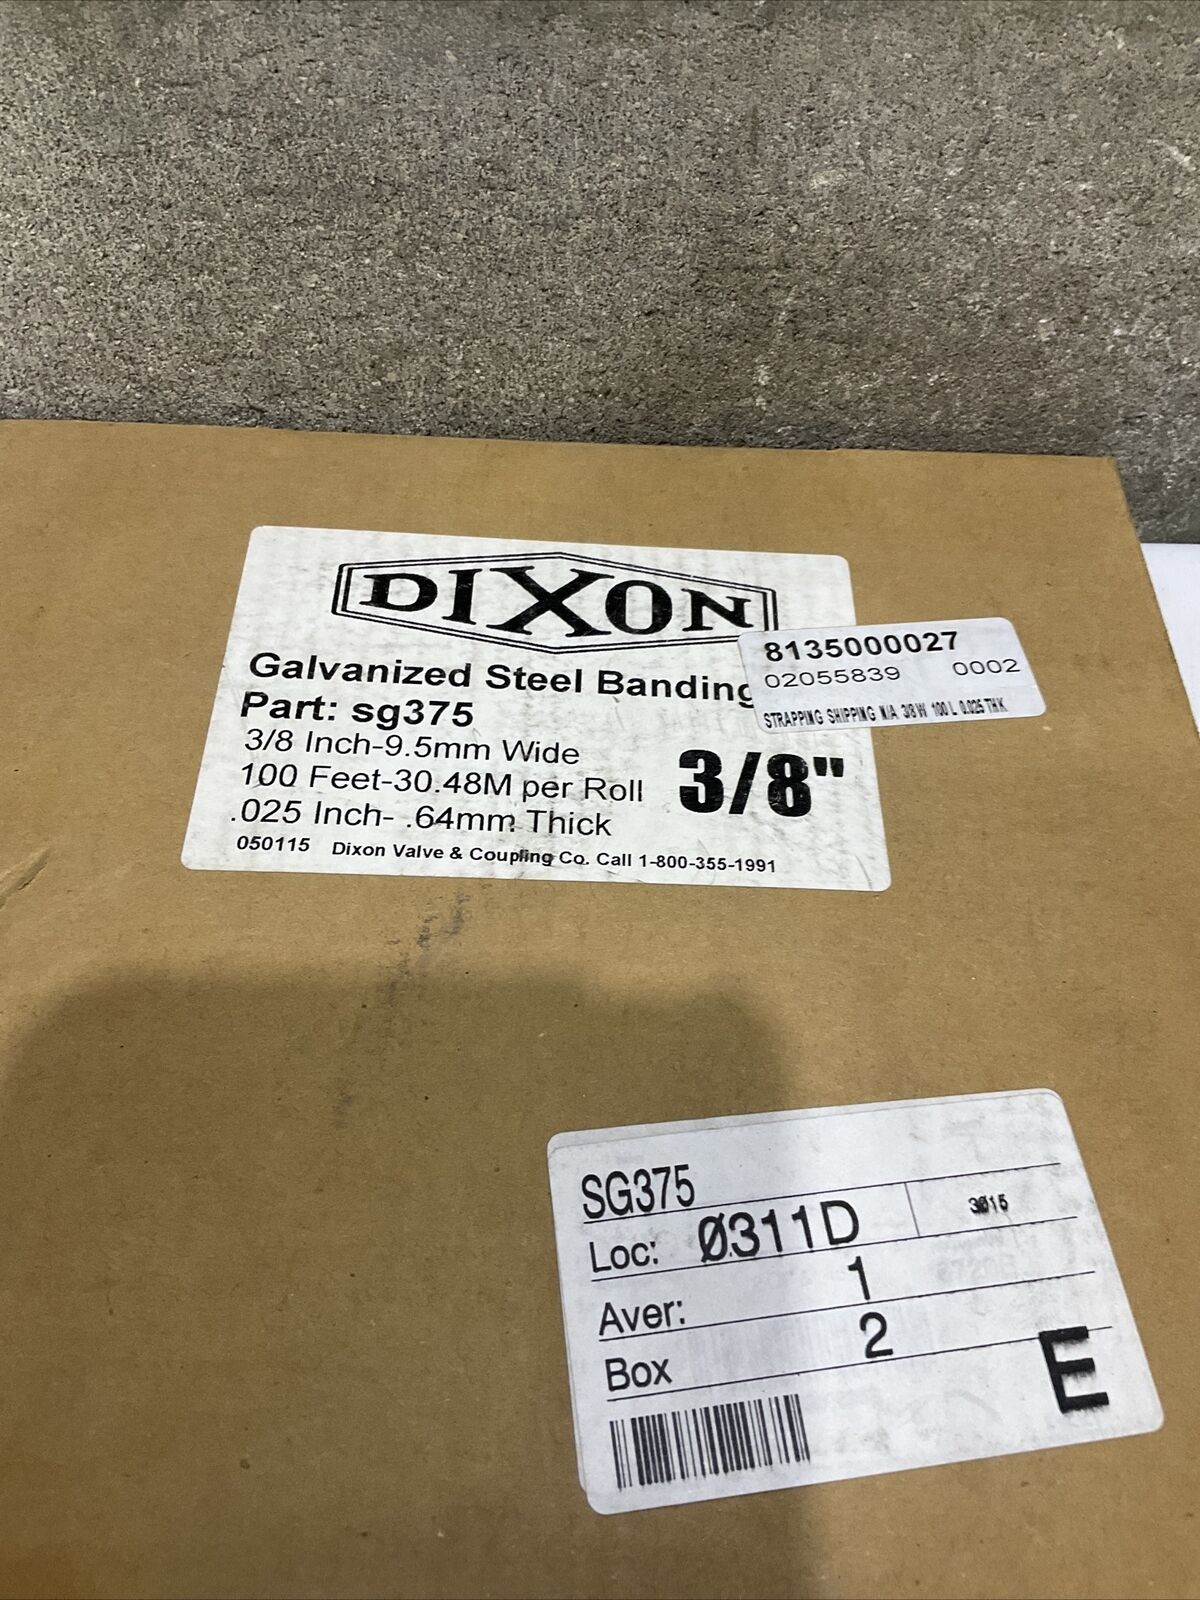 DIXON
Galvanized Steel Banding
Part: sg375
3/8 Inch-9.5mm Wide
100 Feet-30.48M per Roll
.025 Inch- .64mm Thick
3/8"
050115 Dixon Valve & Coupling Co. Call 1-800-355-1991
8135000027
02055839 0002
STRAPPING SHIPPING N/A 3/8 W 100 L 0.025 THK
SG375
Loc: Ø311D
3Ø15
Aver: 1
Box 2
E